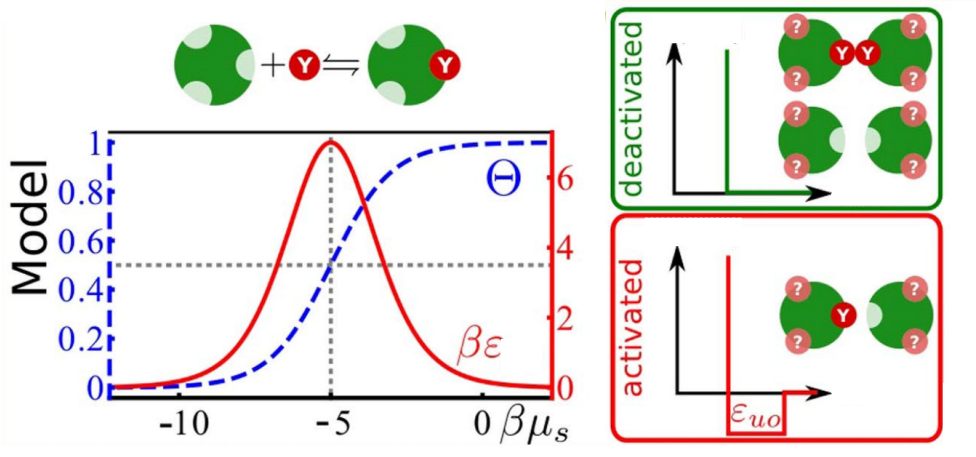 + Y ⇌ Y
Model
1
0.8
0.6
0.4
0.2
0
Θ
βε
6
4
2
0
-10
-5
0
βμₛ
deactivated
? ?
Y Y
? ?
? ?
? ?
activated
? ?
Y
? ?
εᵤₒ